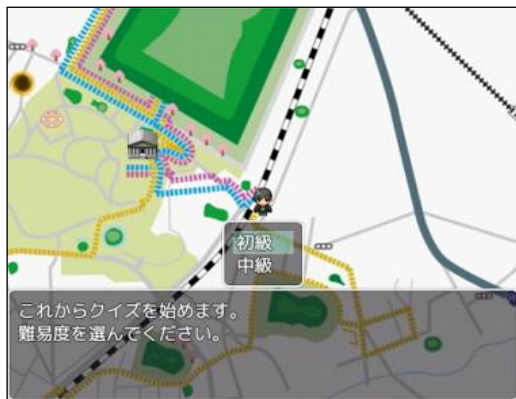 初級
中級
これからクイズを始めます。
難易度を選んでください。